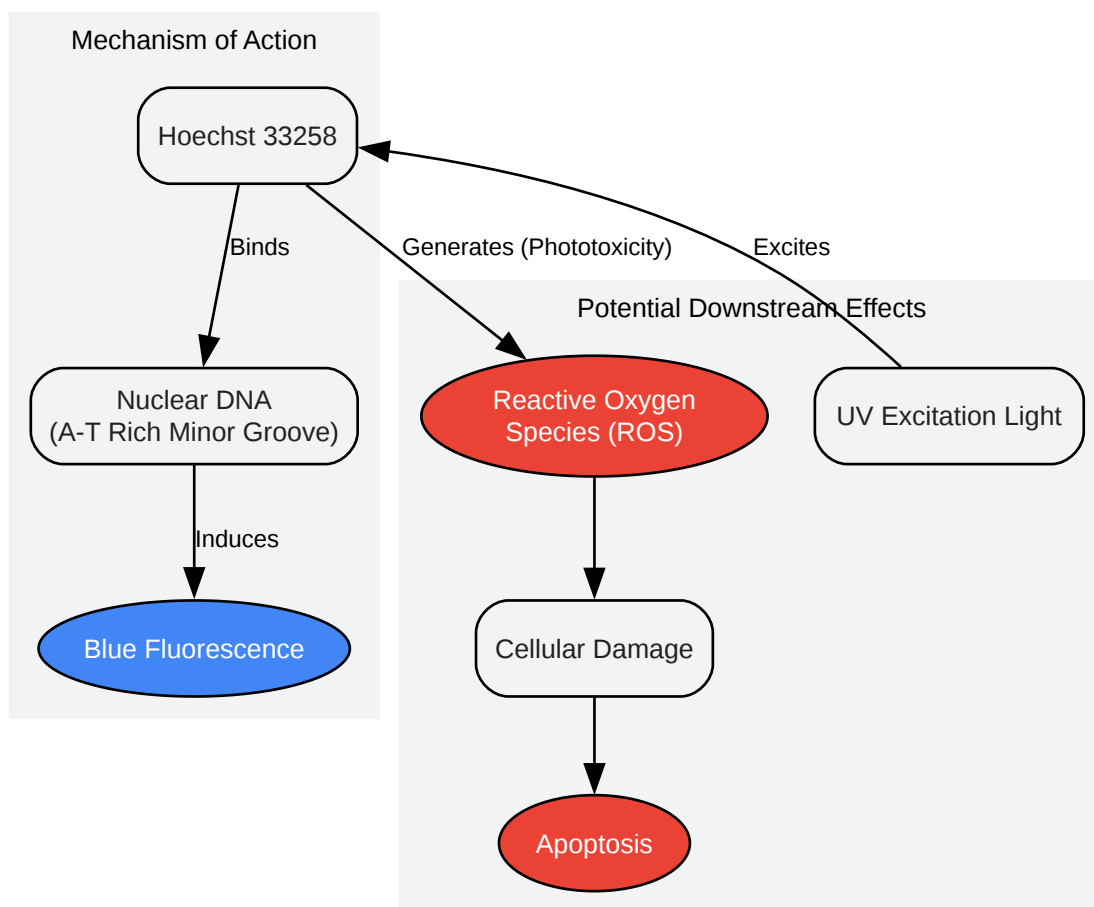 Mechanism of Action
Hoechst 33258
Binds
Generates (Phototoxicity)
Excites
Potential Downstream Effects
Nuclear DNA
(A-T Rich Minor Groove)
Reactive Oxygen
Species (ROS)
UV Excitation Light
Induces
Blue Fluorescence
Cellular Damage
Apoptosis